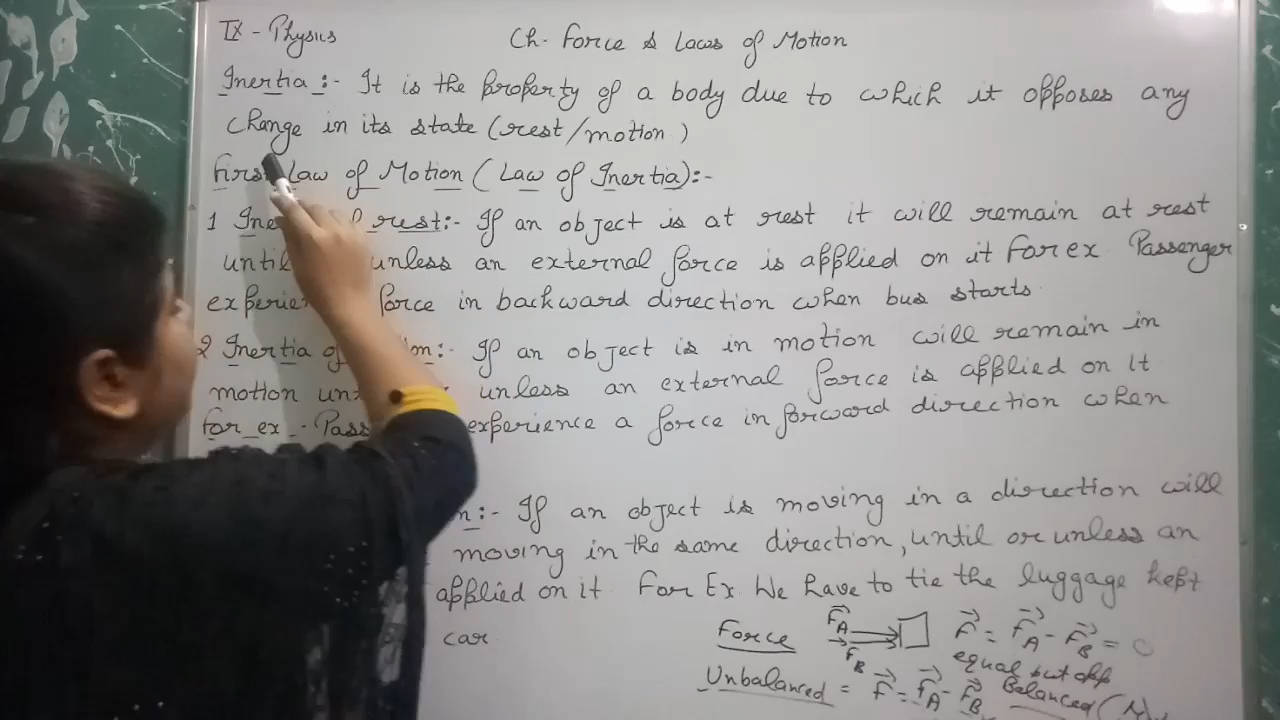 IX - Physics
Ch. Force & Laws of Motion
Inertia :- It is the property of a body due to which it opposes any
change in its state (rest/motion)
First Law of Motion (Law of Inertia):-
1 rest:- If an object is at rest it will remain at rest
until unless an external force is applied on it For ex. Passenger
force in backward direction when bus starts.
2 Inertia :- If an object is in motion will remain in
motion unless an external force is applied on it
for ex - experience a force in forward direction when
:- If an object is moving in a direction will
moving in the same direction, until or unless an
applied on it For Ex We have to tie the luggage kept
car
Force F⃗A F⃗B F⃗ = F⃗A - F⃗B = 0
equal but opp
Unbalanced = F⃗ = F⃗A - F⃗B Balanced (